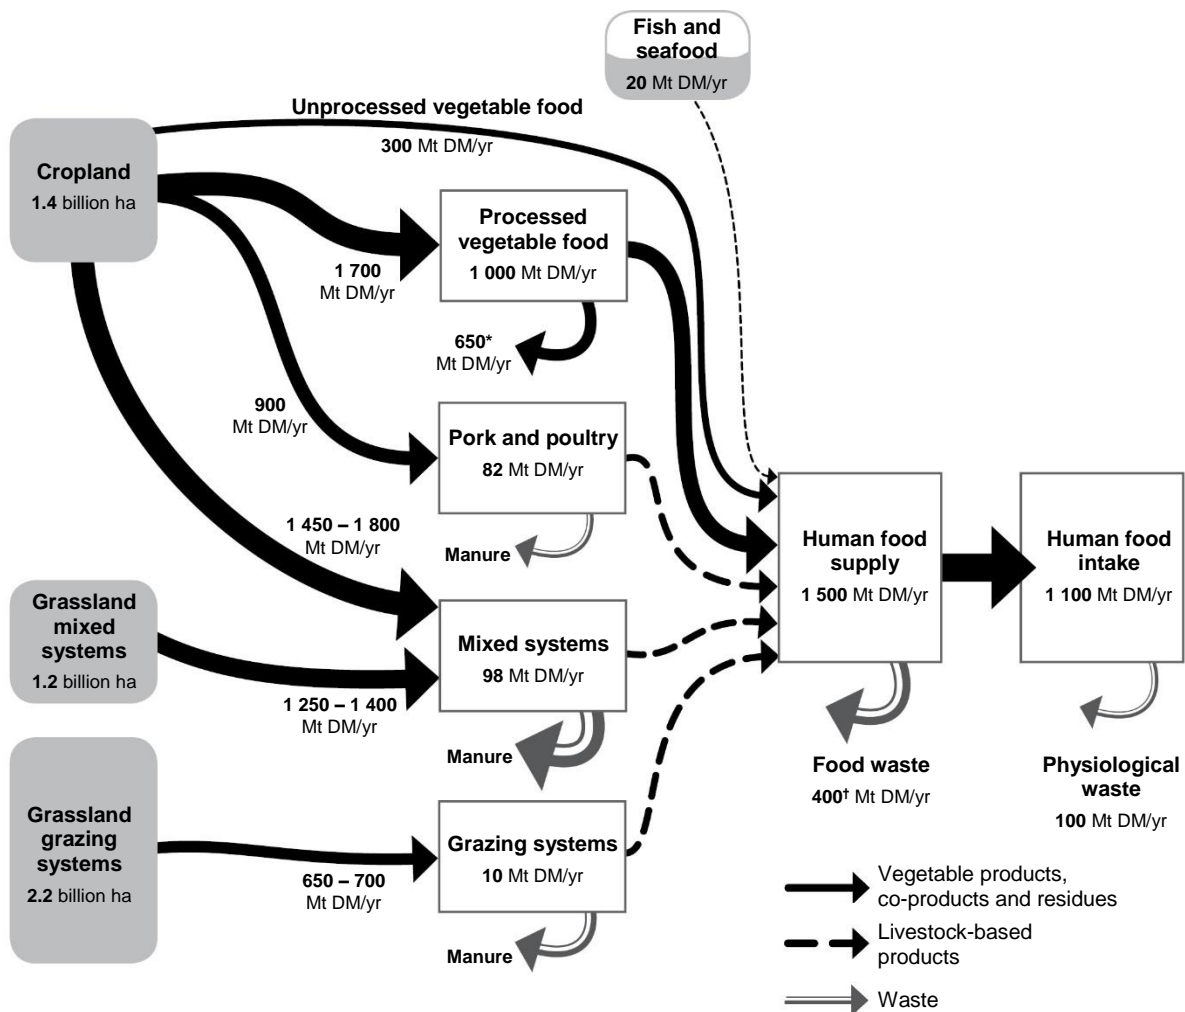 Fish and
seafood
20 Mt DM/yr
Unprocessed vegetable food
300 Mt DM/yr
Cropland
1.4 billion ha
Processed
vegetable food
1 000 Mt DM/yr
1 700
Mt DM/yr
650*
Mt DM/yr
900
Mt DM/yr
Pork and poultry
82 Mt DM/yr
Manure
1 450 – 1 800
Mt DM/yr
Human food
supply
1 500 Mt DM/yr
Human food
intake
1 100 Mt DM/yr
Grassland
mixed
systems
1.2 billion ha
Mixed systems
98 Mt DM/yr
1 250 – 1 400
Mt DM/yr
Manure
Food waste
400† Mt DM/yr
Physiological
waste
100 Mt DM/yr
Grassland
grazing
systems
2.2 billion ha
Grazing systems
10 Mt DM/yr
650 – 700
Mt DM/yr
Manure
Vegetable products,
co-products and residues
Livestock-based
products
Waste